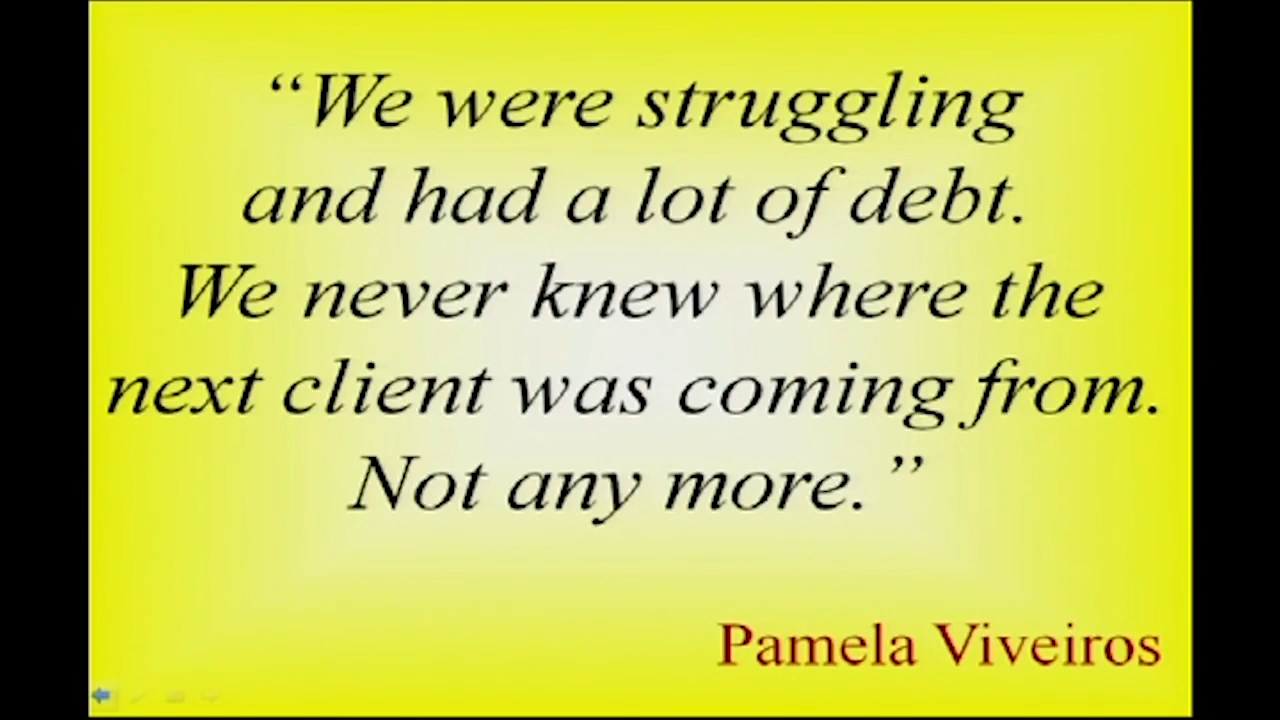 “We were struggling
and had a lot of debt.
We never knew where the
next client was coming from.
Not any more.”
Pamela Viveiros